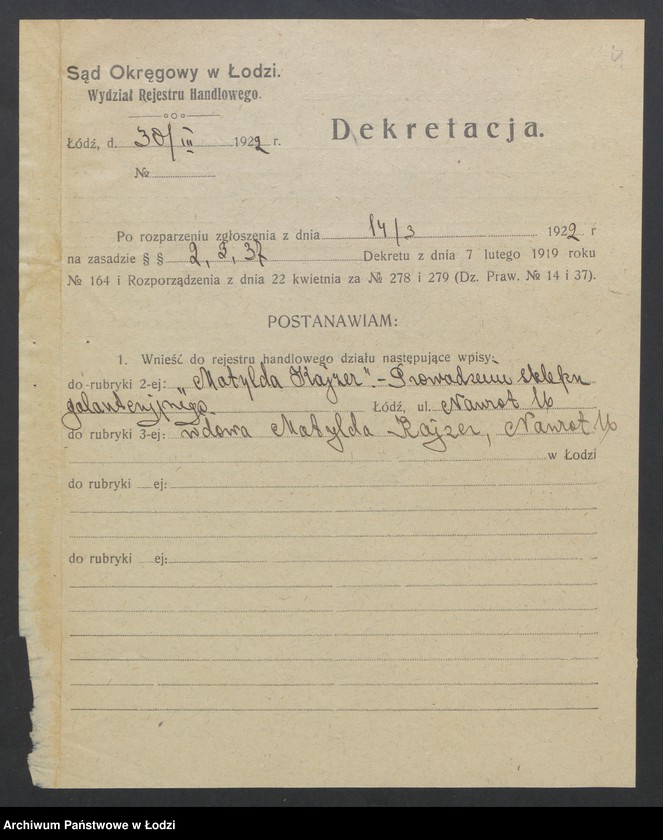 4
Sąd Okręgowy w Łodzi.
Wydział Rejestru Handlowego.
Dekretacja.
Łódź, d. 30/III 1922 r.
№
Po rozparzeniu zgłoszenia z dnia 14/3 1922 r
na zasadzie § § 2, 3, 37 Dekretu z dnia 7 lutego 1919 roku
№ 164 i Rozporządzenia z dnia 22 kwietnia za № 278 i 279 (Dz. Praw. № 14 i 37).
POSTANAWIAM:
1. Wnieść do rejestru handlowego działu następujące wpisy:
do rubryki 2-ej: „Matylda Kajzer". - Prowadzenie sklepu
galanteryjnego. Łódź, ul. Nawrot 16
do rubryki 3-ej: wdowa Matylda Kajzer, Nawrot 16
w Łodzi
do rubryki ej:
do rubryki ej:
Archiwum Państwowe w Łodzi